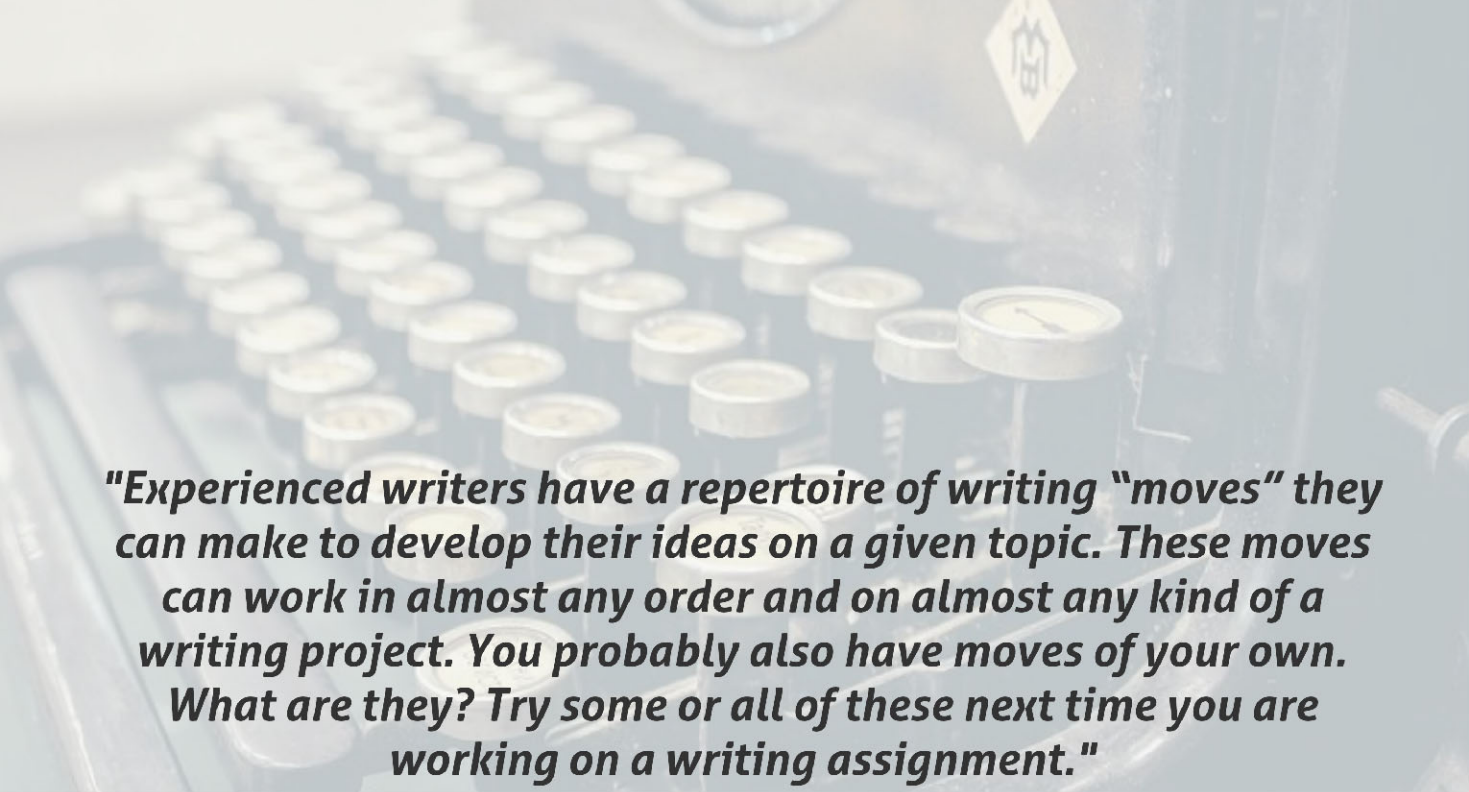 "Experienced writers have a repertoire of writing “moves” they
can make to develop their ideas on a given topic. These moves
can work in almost any order and on almost any kind of a
writing project. You probably also have moves of your own.
What are they? Try some or all of these next time you are
working on a writing assignment."